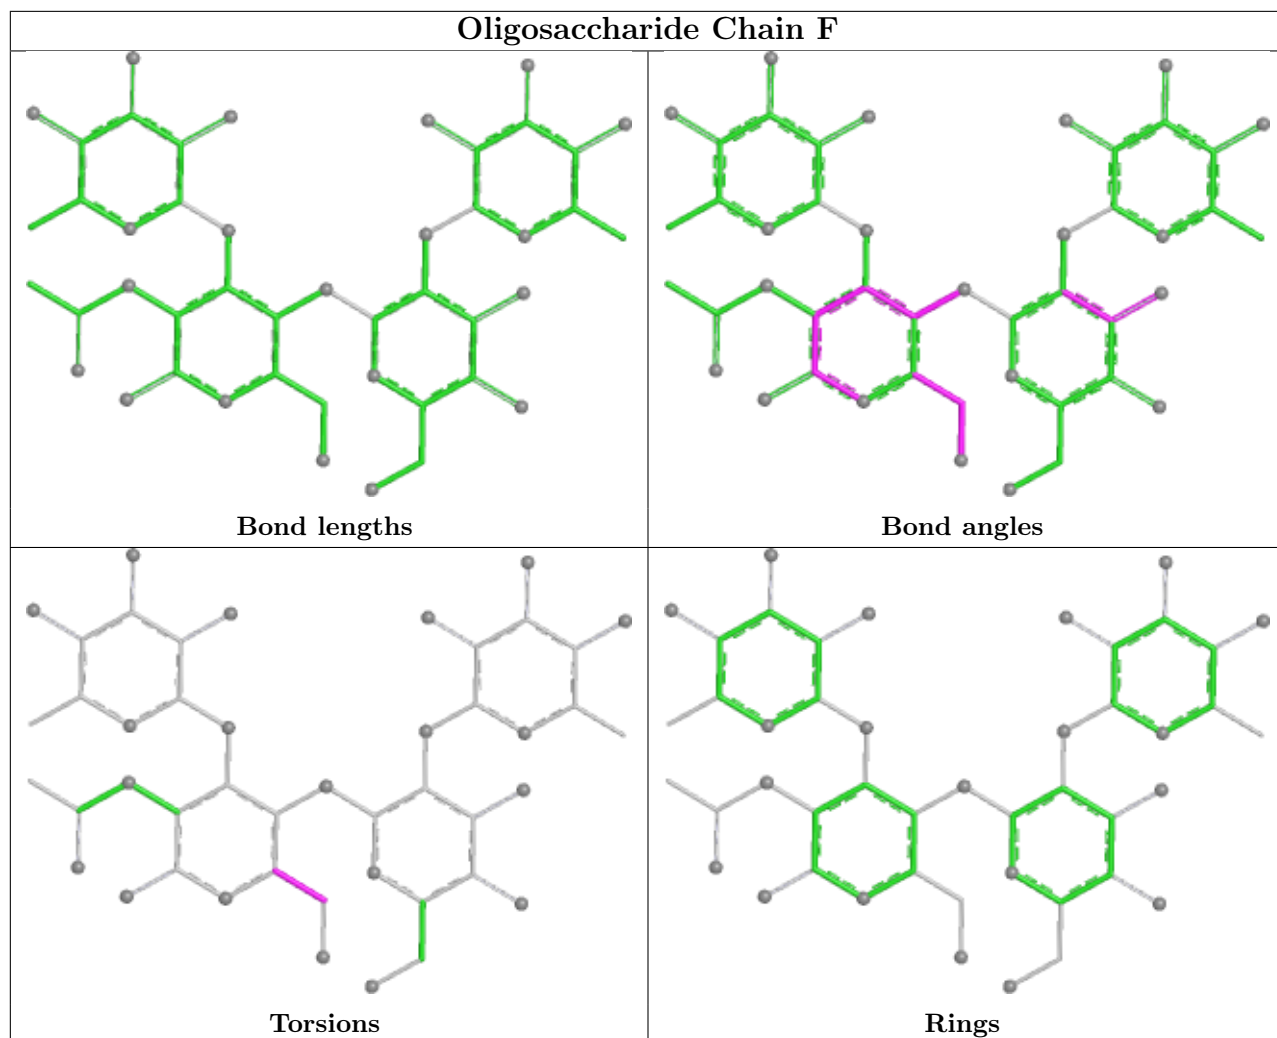 Oligosaccharide Chain F
Bond lengths
Bond angles
Torsions
Rings